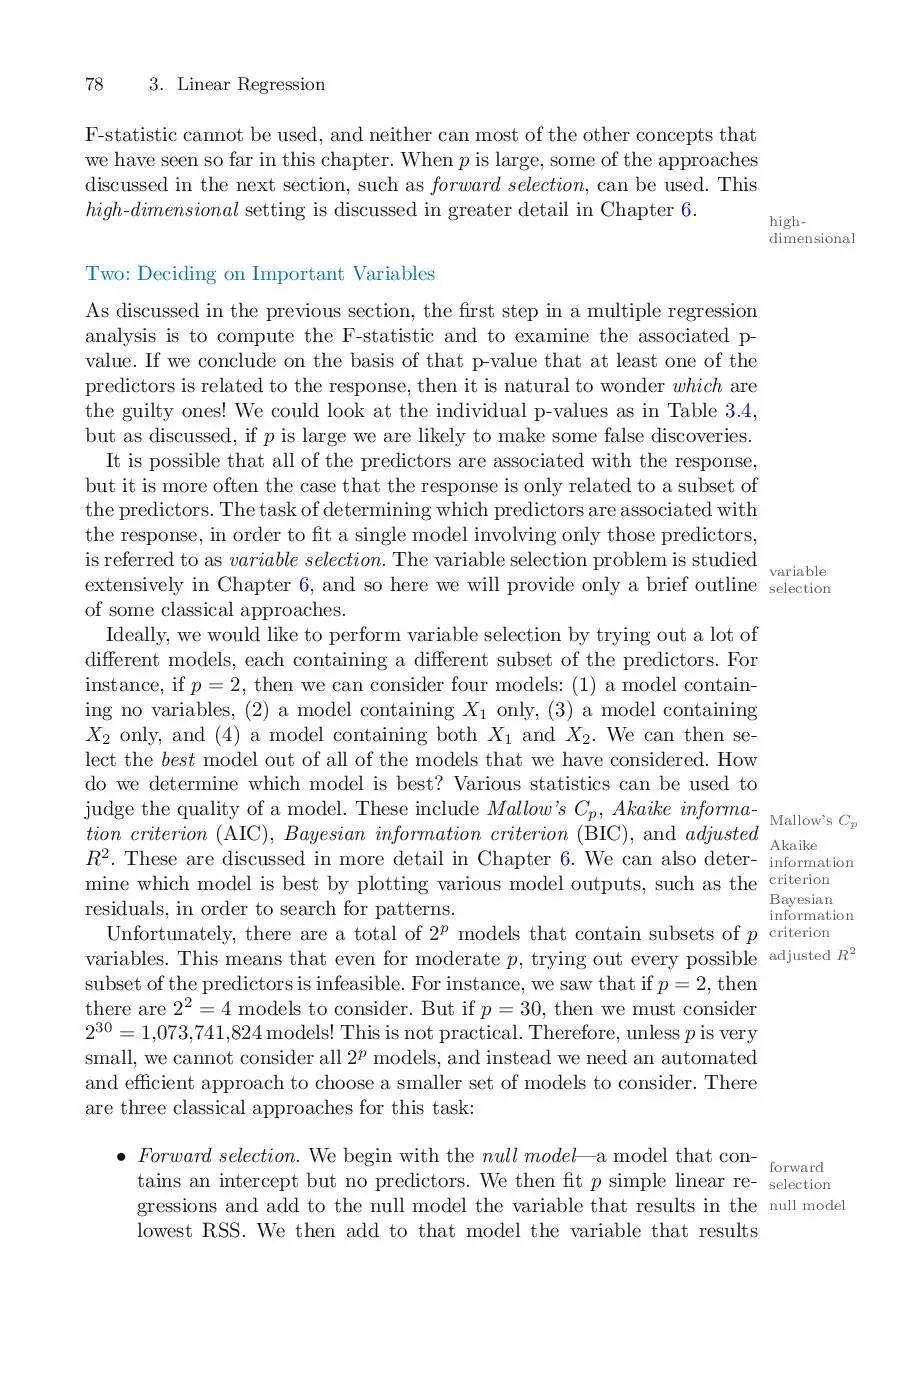 78 3. Linear Regression
F-statistic cannot be used, and neither can most of the other concepts that
we have seen so far in this chapter. When p is large, some of the approaches
discussed in the next section, such as forward selection, can be used. This
high-dimensional setting is discussed in greater detail in Chapter 6.
high-
dimensional
Two: Deciding on Important Variables
As discussed in the previous section, the first step in a multiple regression
analysis is to compute the F-statistic and to examine the associated p-
value. If we conclude on the basis of that p-value that at least one of the
predictors is related to the response, then it is natural to wonder which are
the guilty ones! We could look at the individual p-values as in Table 3.4,
but as discussed, if p is large we are likely to make some false discoveries.
It is possible that all of the predictors are associated with the response,
but it is more often the case that the response is only related to a subset of
the predictors. The task of determining which predictors are associated with
the response, in order to fit a single model involving only those predictors,
is referred to as variable selection. The variable selection problem is studied
extensively in Chapter 6, and so here we will provide only a brief outline
of some classical approaches.
variable
selection
Ideally, we would like to perform variable selection by trying out a lot of
different models, each containing a different subset of the predictors. For
instance, if p = 2, then we can consider four models: (1) a model contain-
ing no variables, (2) a model containing X₁ only, (3) a model containing
X₂ only, and (4) a model containing both X₁ and X₂. We can then se-
lect the best model out of all of the models that we have considered. How
do we determine which model is best? Various statistics can be used to
judge the quality of a model. These include Mallow's Cₚ, Akaike informa-
tion criterion (AIC), Bayesian information criterion (BIC), and adjusted
R². These are discussed in more detail in Chapter 6. We can also deter-
mine which model is best by plotting various model outputs, such as the
residuals, in order to search for patterns.
Mallow's Cₚ
Akaike
information
criterion
Bayesian
information
criterion
adjusted R²
Unfortunately, there are a total of 2ᵖ models that contain subsets of p
variables. This means that even for moderate p, trying out every possible
subset of the predictors is infeasible. For instance, we saw that if p = 2, then
there are 2² = 4 models to consider. But if p = 30, then we must consider
2³⁰ = 1,073,741,824 models! This is not practical. Therefore, unless p is very
small, we cannot consider all 2ᵖ models, and instead we need an automated
and efficient approach to choose a smaller set of models to consider. There
are three classical approaches for this task:
• Forward selection. We begin with the null model—a model that con-
tains an intercept but no predictors. We then fit p simple linear re-
gressions and add to the null model the variable that results in the
lowest RSS. We then add to that model the variable that results
forward
selection
null model